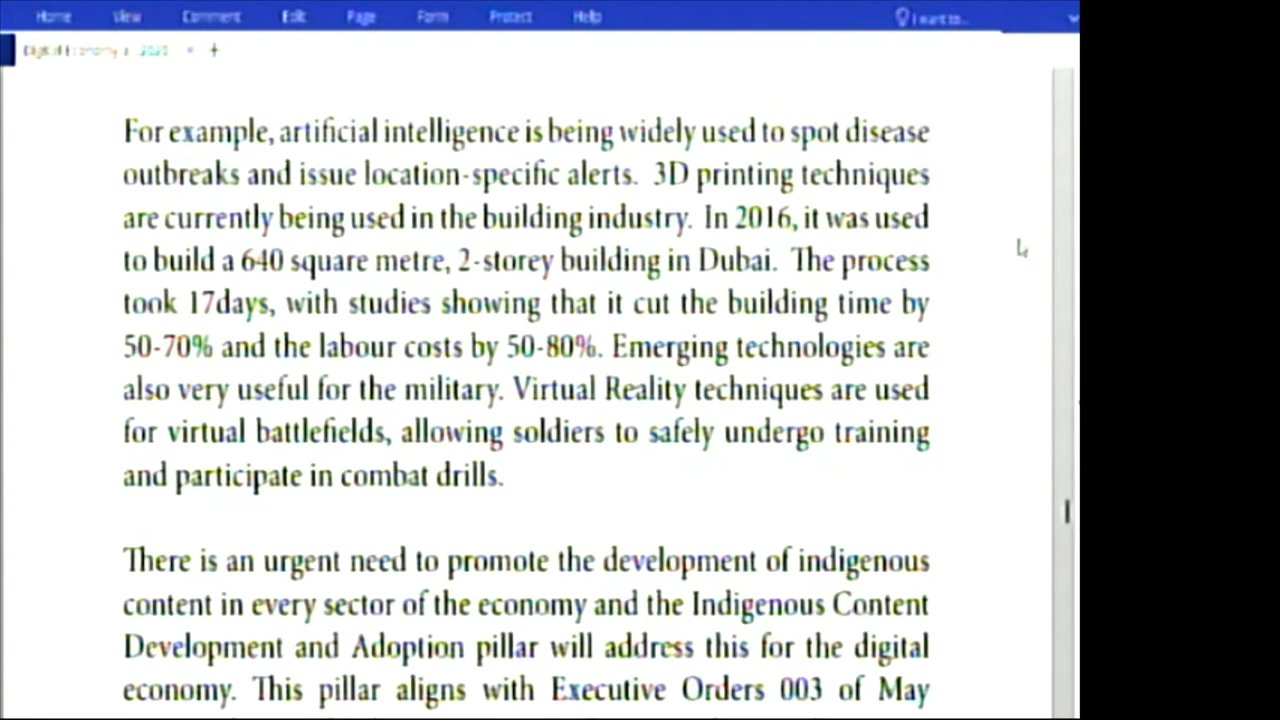 Home View Comment Edit Page Form Protect Help
For example, artificial intelligence is being widely used to spot disease
outbreaks and issue location-specific alerts. 3D printing techniques
are currently being used in the building industry. In 2016, it was used
to build a 640 square metre, 2-storey building in Dubai. The process
took 17days, with studies showing that it cut the building time by
50-70% and the labour costs by 50-80%. Emerging technologies are
also very useful for the military. Virtual Reality techniques are used
for virtual battlefields, allowing soldiers to safely undergo training
and participate in combat drills.
There is an urgent need to promote the development of indigenous
content in every sector of the economy and the Indigenous Content
Development and Adoption pillar will address this for the digital
economy. This pillar aligns with Executive Orders 003 of May